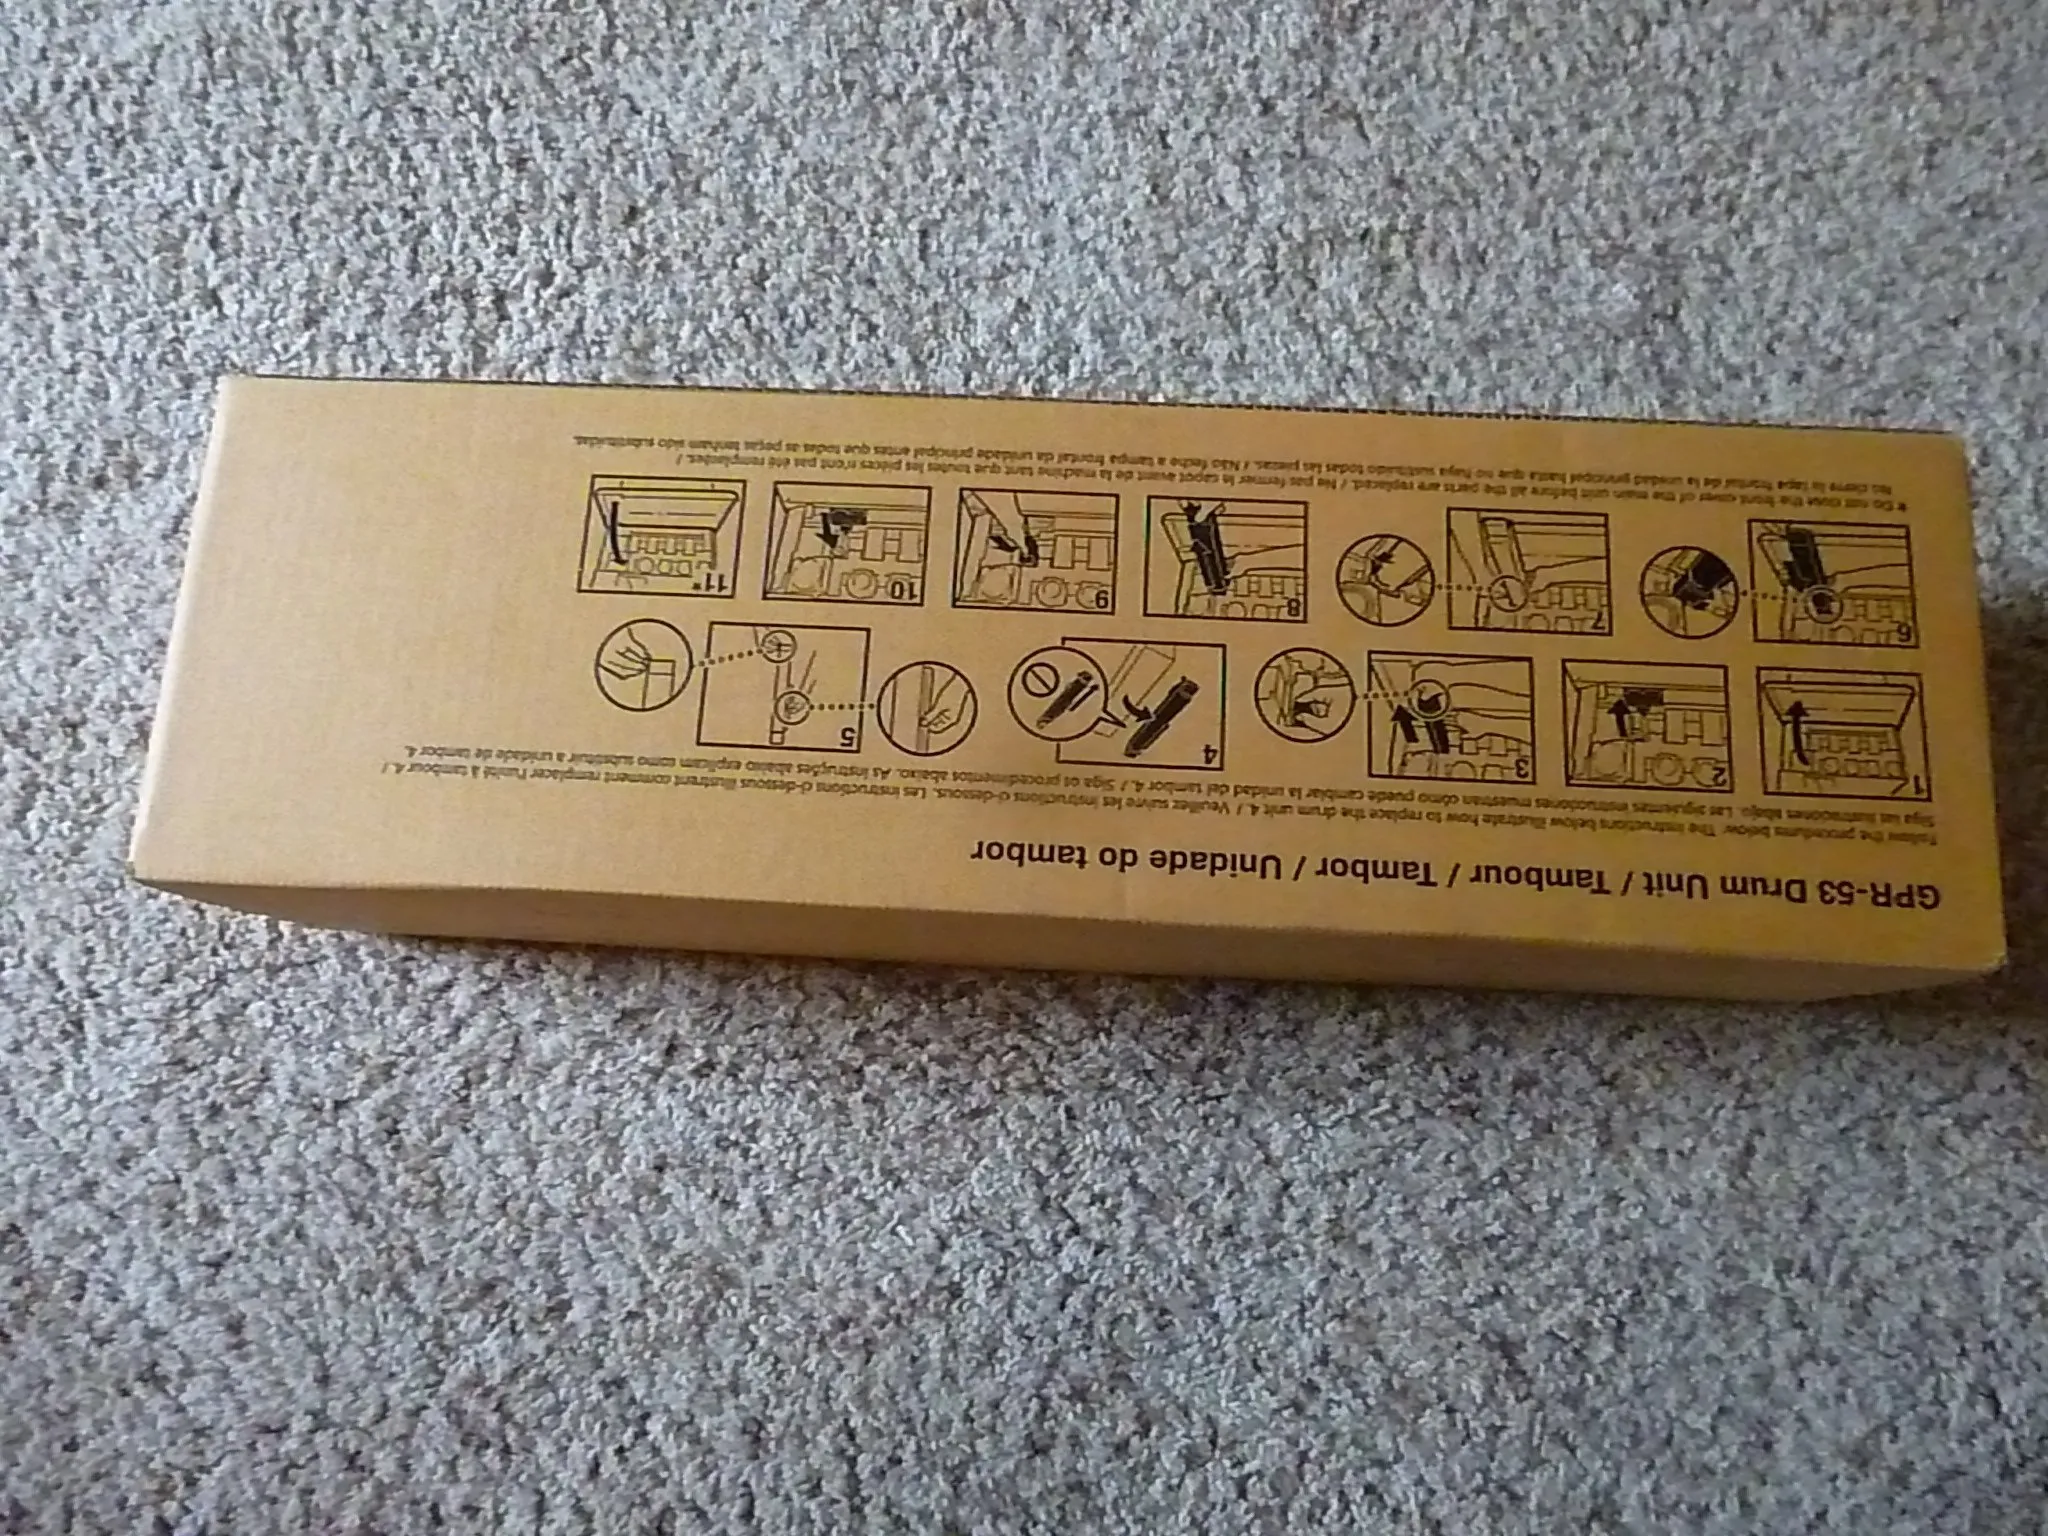 GPR-53 Drum Unit / Tambour / Tambor / Unidade do tambor
Follow the procedures below. The instructions below illustrate how to replace the drum unit 4. / Veuillez suivre les instructions ci-dessous. Les instructions ci-dessous illustrent comment remplacer l'unité à tambour 4. /
Siga las instrucciones abajo. Las siguientes instrucciones muestran cómo puede cambiar la unidad del tambor 4. / Siga os procedimentos abaixo. As instruções abaixo explicam como substituir a unidade de tambor 4.
1 2 3 4 5
6 7 8 9 10 11*
* Do not close the front cover of the main unit before all the parts are replaced. / Ne pas fermer le capot avant de la machine tant que toutes les pièces n'ont pas été remplacées. /
No cierre la tapa frontal de la unidad principal hasta que no haya sustituido todas las piezas. / Não feche a tampa frontal da unidade principal antes que todas as peças tenham sido substituídas.